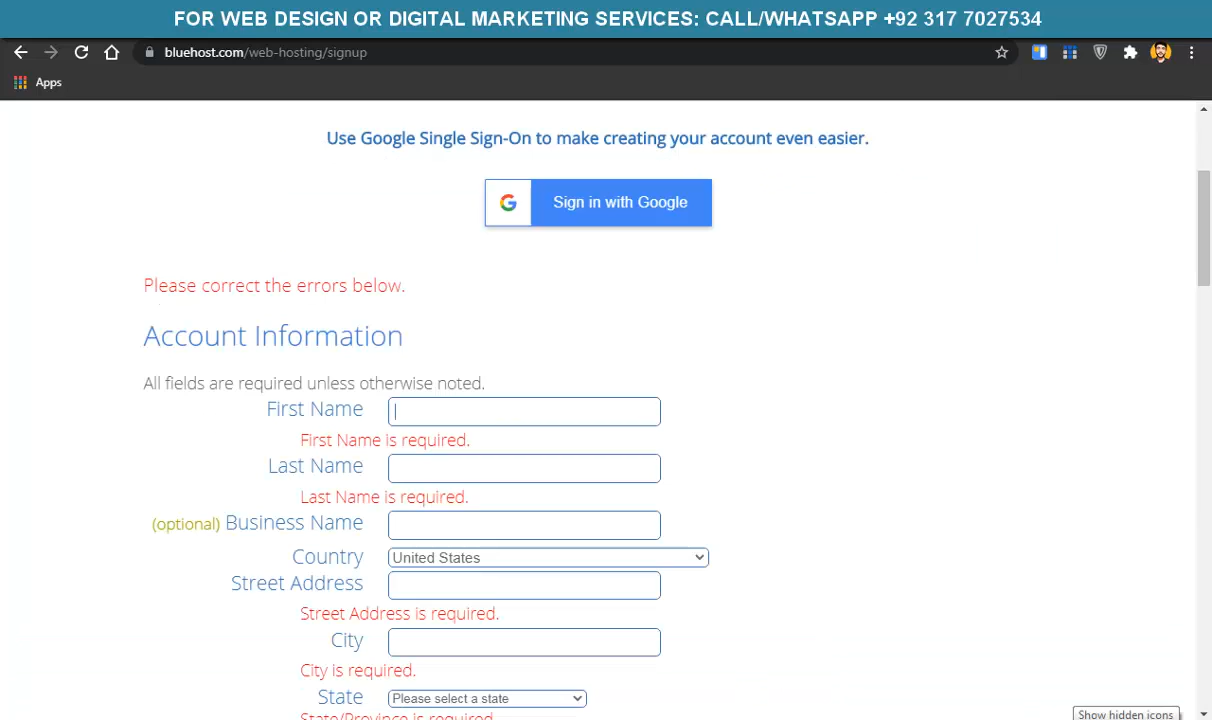 FOR WEB DESIGN OR DIGITAL MARKETING SERVICES: CALL/WHATSAPP +92 317 7027534
bluehost.com/web-hosting/signup
Apps
Use Google Single Sign-On to make creating your account even easier.
G Sign in with Google
Please correct the errors below.
Account Information
All fields are required unless otherwise noted.
First Name
First Name is required.
Last Name
Last Name is required.
(optional) Business Name
Country United States
Street Address
Street Address is required.
City
City is required.
State Please select a state
State/Province is required.
Show hidden icons